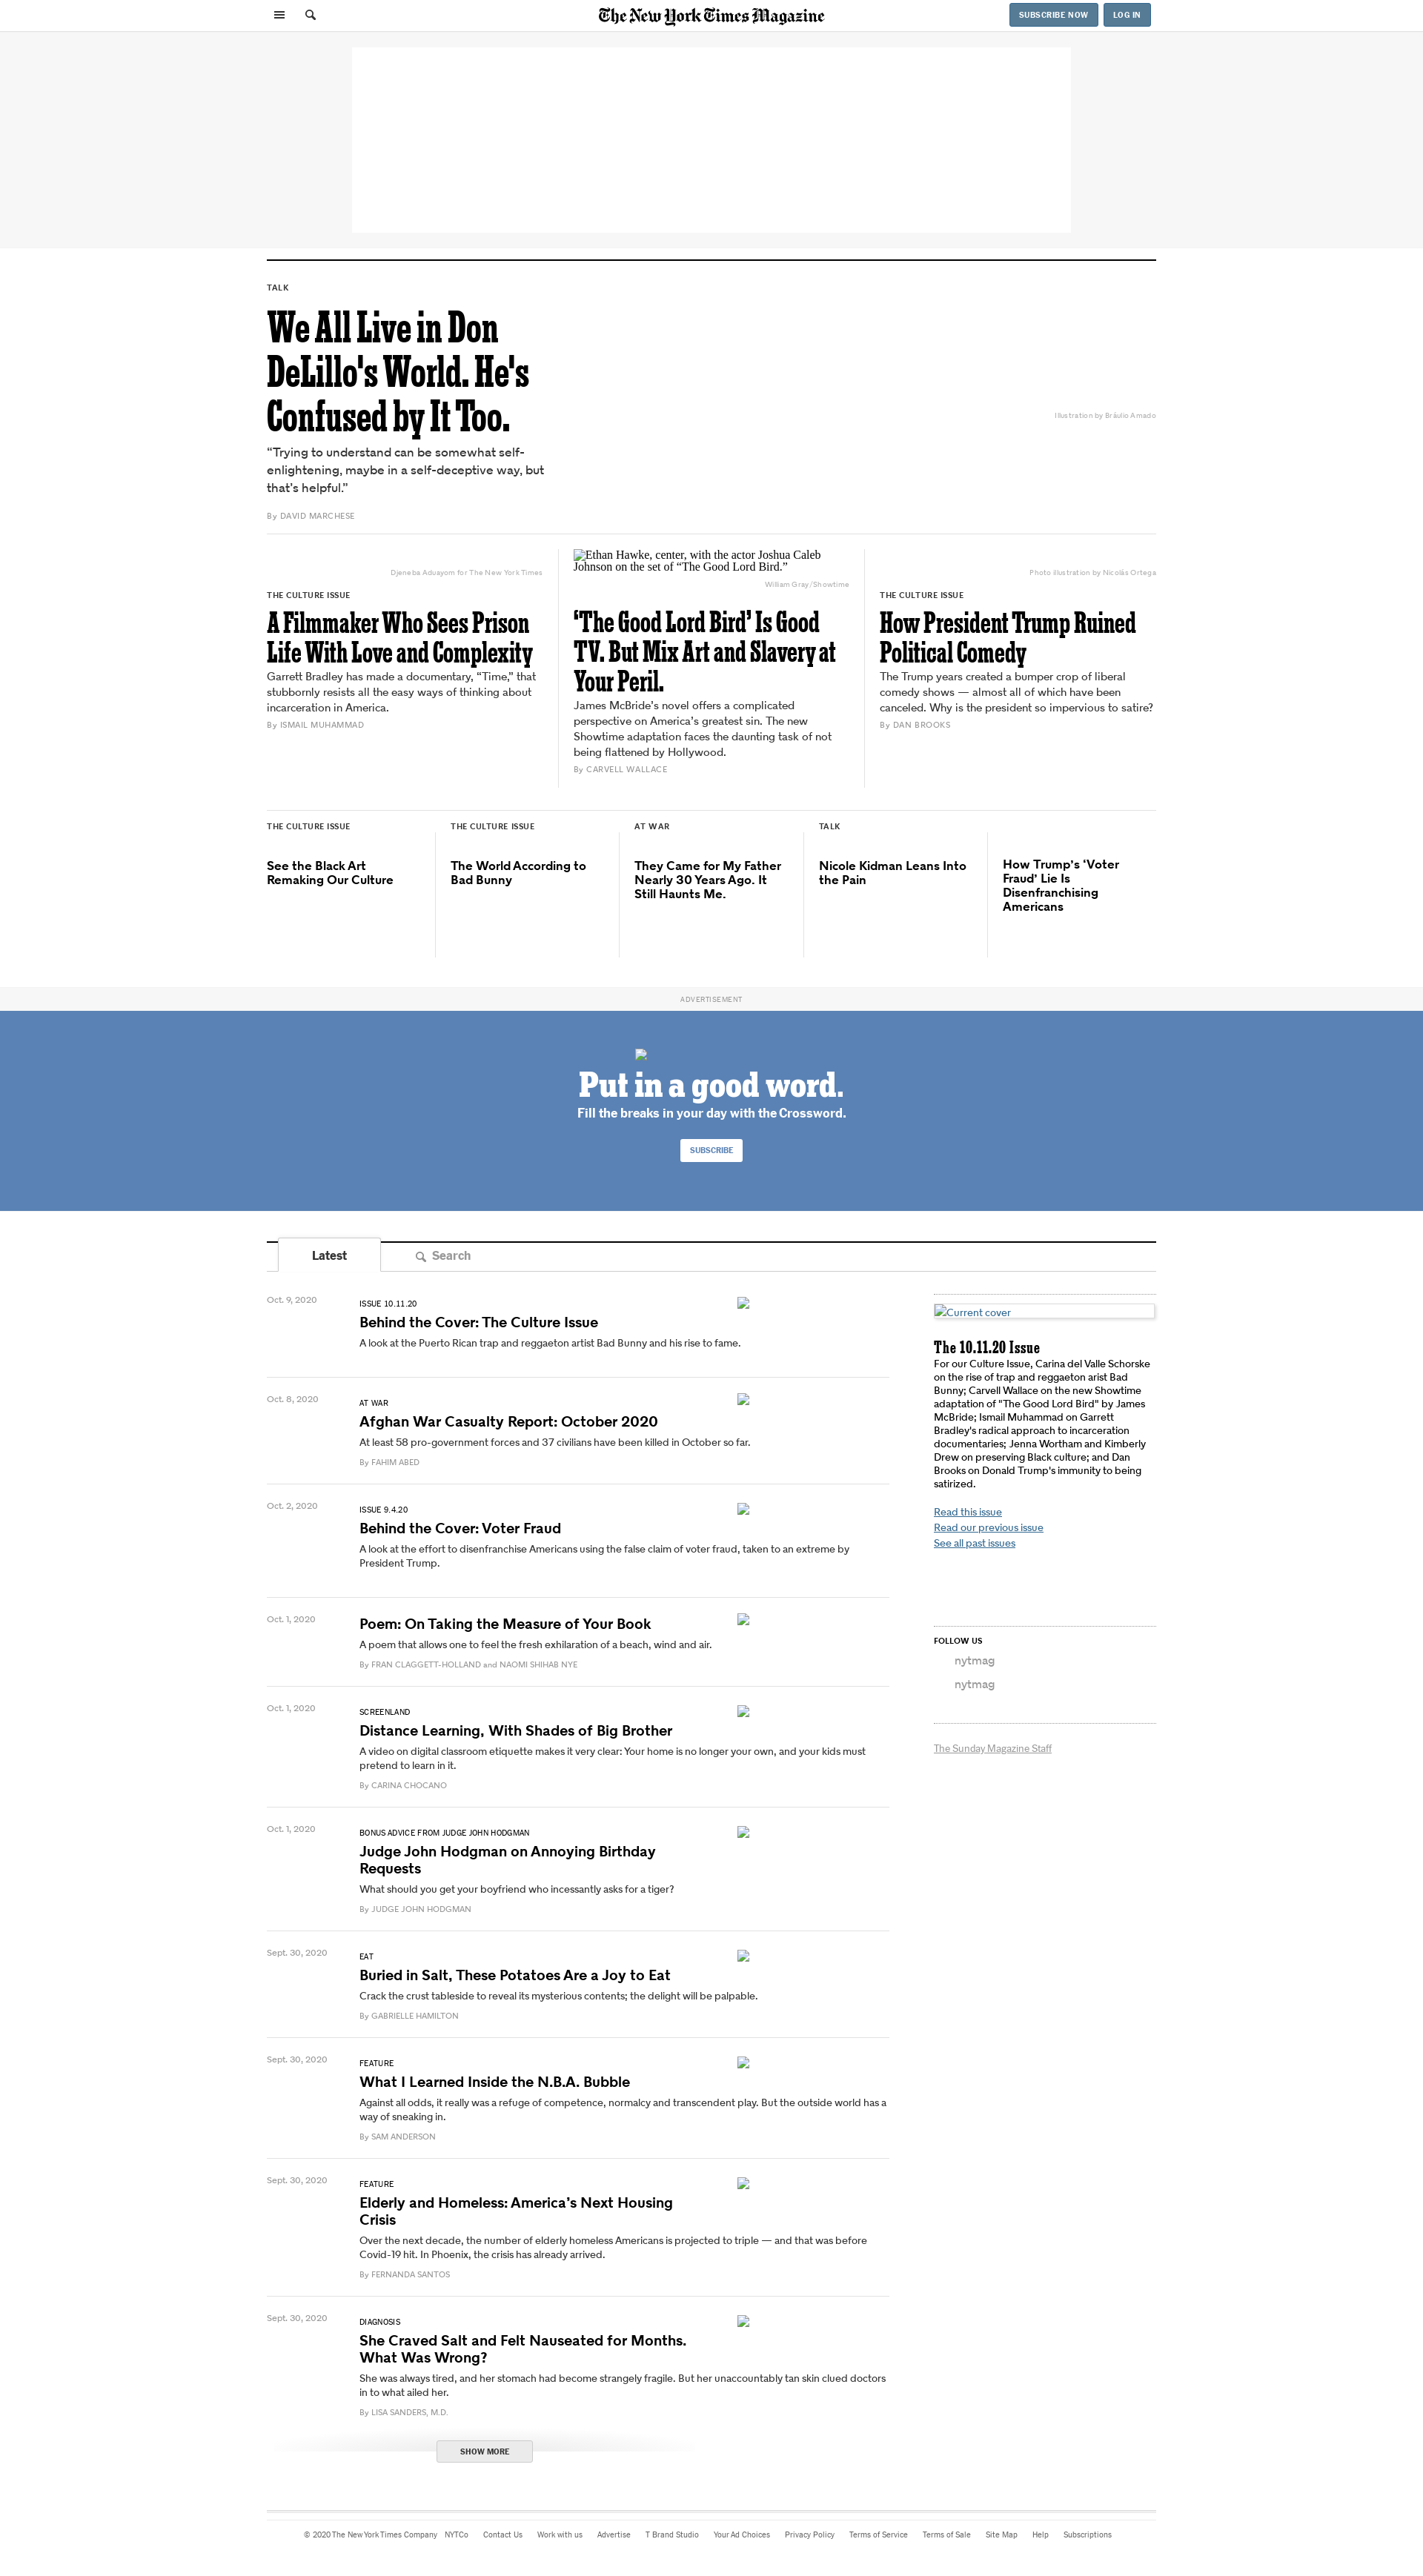 The New York Times Magazine
SUBSCRIBE NOW
LOG IN
TALK
We All Live in Don
DeLillo's World. He's
Confused by It Too.
“Trying to understand can be somewhat self-
enlightening, maybe in a self-deceptive way, but
that’s helpful.”
By DAVID MARCHESE
Illustration by Bráulio Amado
Djeneba Aduayom for The New York Times
THE CULTURE ISSUE
A Filmmaker Who Sees Prison
Life With Love and Complexity
Garrett Bradley has made a documentary, “Time,” that
stubbornly resists all the easy ways of thinking about
incarceration in America.
By ISMAIL MUHAMMAD
Ethan Hawke, center, with the actor Joshua Caleb
Johnson on the set of “The Good Lord Bird.”
William Gray/Showtime
‘The Good Lord Bird’ Is Good
TV. But Mix Art and Slavery at
Your Peril.
James McBride’s novel offers a complicated
perspective on America’s greatest sin. The new
Showtime adaptation faces the daunting task of not
being flattened by Hollywood.
By CARVELL WALLACE
Photo illustration by Nicolás Ortega
THE CULTURE ISSUE
How President Trump Ruined
Political Comedy
The Trump years created a bumper crop of liberal
comedy shows — almost all of which have been
canceled. Why is the president so impervious to satire?
By DAN BROOKS
THE CULTURE ISSUE
See the Black Art
Remaking Our Culture
THE CULTURE ISSUE
The World According to
Bad Bunny
AT WAR
They Came for My Father
Nearly 30 Years Ago. It
Still Haunts Me.
TALK
Nicole Kidman Leans Into
the Pain
How Trump’s ‘Voter
Fraud’ Lie Is
Disenfranchising
Americans
ADVERTISEMENT
Put in a good word.
Fill the breaks in your day with the Crossword.
SUBSCRIBE
Latest
Search
Oct. 9, 2020
ISSUE 10.11.20
Behind the Cover: The Culture Issue
A look at the Puerto Rican trap and reggaeton artist Bad Bunny and his rise to fame.
Oct. 8, 2020
AT WAR
Afghan War Casualty Report: October 2020
At least 58 pro-government forces and 37 civilians have been killed in October so far.
By FAHIM ABED
Oct. 2, 2020
ISSUE 9.4.20
Behind the Cover: Voter Fraud
A look at the effort to disenfranchise Americans using the false claim of voter fraud, taken to an extreme by
President Trump.
Oct. 1, 2020
Poem: On Taking the Measure of Your Book
A poem that allows one to feel the fresh exhilaration of a beach, wind and air.
By FRAN CLAGGETT-HOLLAND and NAOMI SHIHAB NYE
Oct. 1, 2020
SCREENLAND
Distance Learning, With Shades of Big Brother
A video on digital classroom etiquette makes it very clear: Your home is no longer your own, and your kids must
pretend to learn in it.
By CARINA CHOCANO
Oct. 1, 2020
BONUS ADVICE FROM JUDGE JOHN HODGMAN
Judge John Hodgman on Annoying Birthday
Requests
What should you get your boyfriend who incessantly asks for a tiger?
By JUDGE JOHN HODGMAN
Sept. 30, 2020
EAT
Buried in Salt, These Potatoes Are a Joy to Eat
Crack the crust tableside to reveal its mysterious contents; the delight will be palpable.
By GABRIELLE HAMILTON
Sept. 30, 2020
FEATURE
What I Learned Inside the N.B.A. Bubble
Against all odds, it really was a refuge of competence, normalcy and transcendent play. But the outside world has a
way of sneaking in.
By SAM ANDERSON
Sept. 30, 2020
FEATURE
Elderly and Homeless: America’s Next Housing
Crisis
Over the next decade, the number of elderly homeless Americans is projected to triple — and that was before
Covid-19 hit. In Phoenix, the crisis has already arrived.
By FERNANDA SANTOS
Sept. 30, 2020
DIAGNOSIS
She Craved Salt and Felt Nauseated for Months.
What Was Wrong?
She was always tired, and her stomach had become strangely fragile. But her unaccountably tan skin clued doctors
in to what ailed her.
By LISA SANDERS, M.D.
SHOW MORE
Current cover
The 10.11.20 Issue
For our Culture Issue, Carina del Valle Schorske
on the rise of trap and reggaeton arist Bad
Bunny; Carvell Wallace on the new Showtime
adaptation of "The Good Lord Bird" by James
McBride; Ismail Muhammad on Garrett
Bradley's radical approach to incarceration
documentaries; Jenna Wortham and Kimberly
Drew on preserving Black culture; and Dan
Brooks on Donald Trump's immunity to being
satirized.
Read this issue
Read our previous issue
See all past issues
FOLLOW US
nytmag
nytmag
The Sunday Magazine Staff
© 2020 The New York Times Company NYTCo Contact Us Work with us Advertise T Brand Studio Your Ad Choices Privacy Policy Terms of Service Terms of Sale Site Map Help Subscriptions